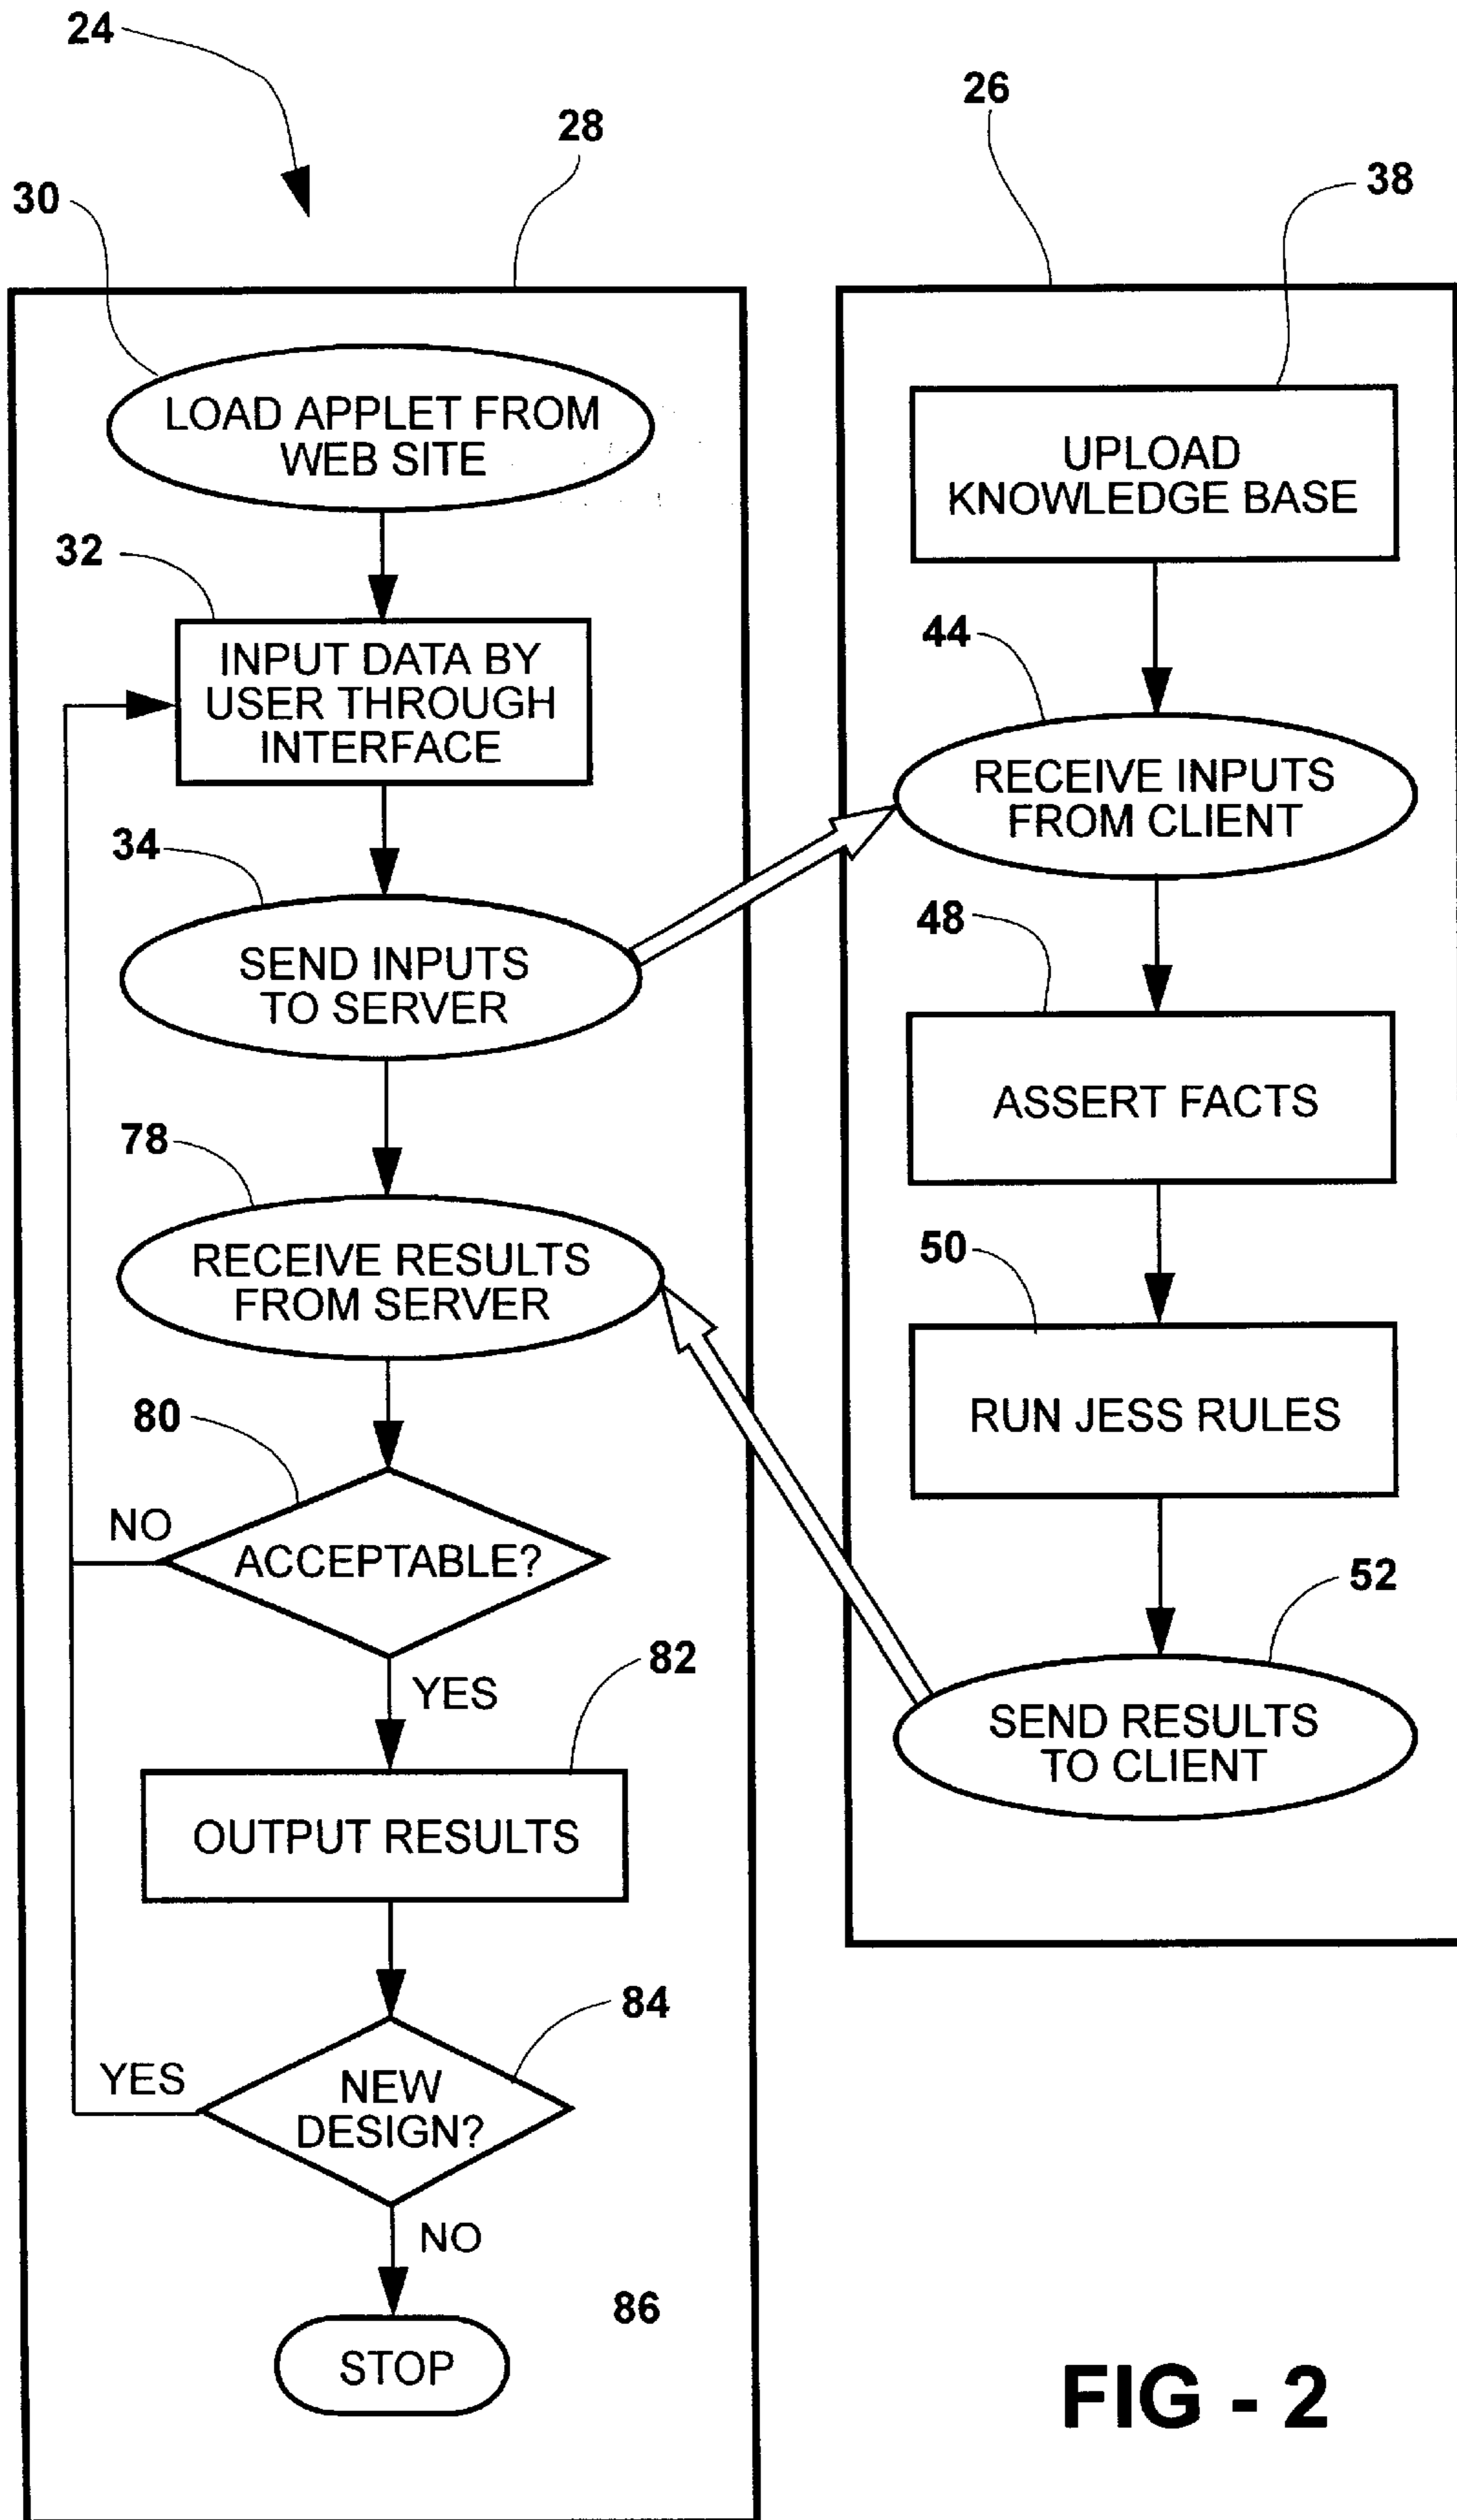 24
28
30
LOAD APPLET FROM
WEB SITE
32
INPUT DATA BY
USER THROUGH
INTERFACE
34
SEND INPUTS
TO SERVER
78
RECEIVE RESULTS
FROM SERVER
80
NO
ACCEPTABLE?
YES
82
OUTPUT RESULTS
84
YES
NEW
DESIGN?
NO
86
STOP
26
38
UPLOAD
KNOWLEDGE BASE
44
RECEIVE INPUTS
FROM CLIENT
48
ASSERT FACTS
50
RUN JESS RULES
52
SEND RESULTS
TO CLIENT
FIG - 2